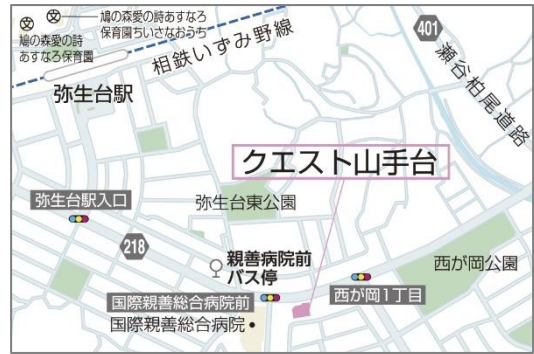 鳩の森愛の詩あすなろ
保育園ちいさなおうち
鳩の森愛の詩
あすなろ保育園
相鉄いずみ野線
401
瀬谷柏尾道路
弥生台駅
クエスト山手台
弥生台駅入口
弥生台東公園
218
親善病院前
バス停
西が岡公園
国際親善総合病院前
西が岡1丁目
国際親善総合病院